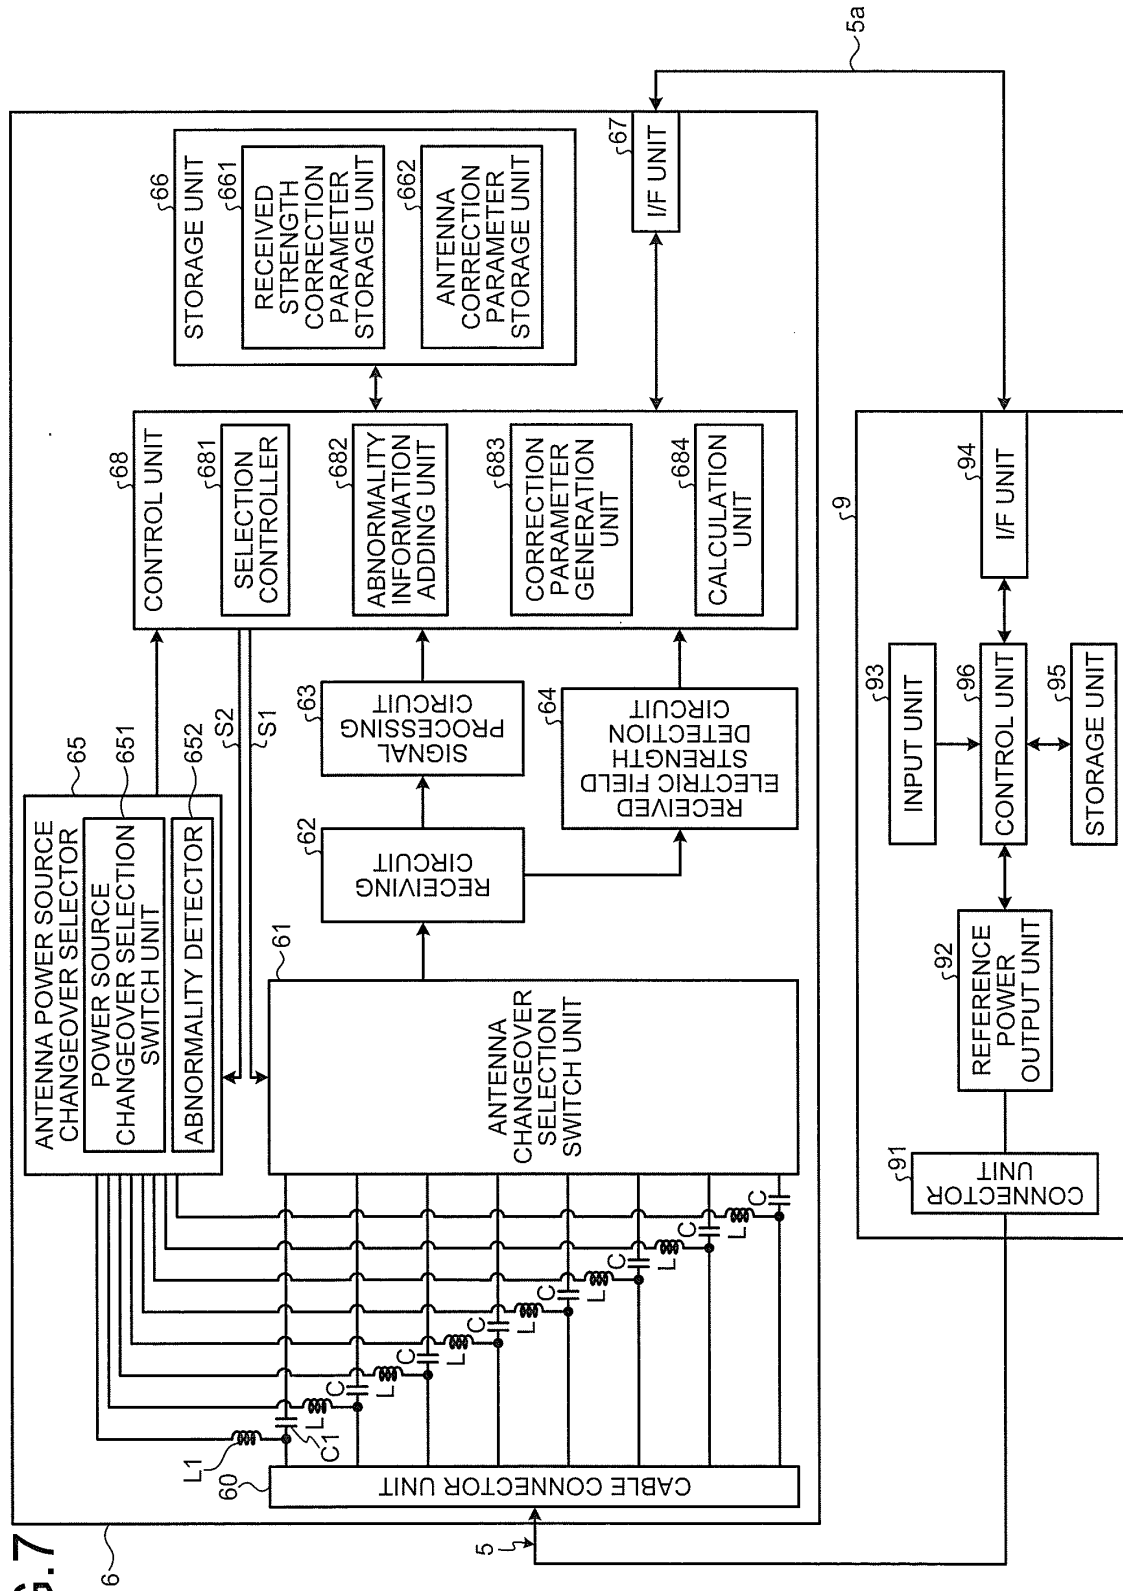 G.7
6
65
ANTENNA POWER SOURCE
CHANGEOVER SELECTOR
651
POWER SOURCE
CHANGEOVER SELECTION
SWITCH UNIT
652
ABNORMALITY DETECTOR
S2
S1
68
CONTROL UNIT
681
SELECTION
CONTROLLER
682
ABNORMALITY
INFORMATION
ADDING UNIT
683
CORRECTION
PARAMETER
GENERATION
UNIT
684
CALCULATION
UNIT
66
STORAGE UNIT
661
RECEIVED
STRENGTH
CORRECTION
PARAMETER
STORAGE UNIT
662
ANTENNA
CORRECTION
PARAMETER
STORAGE UNIT
67
I/F UNIT
5a
L1
C1
L
C
L
C
L
C
L
C
L
C
L
C
L
C
60
CABLE CONNECTOR UNIT
61
ANTENNA
CHANGEOVER
SELECTION
SWITCH UNIT
62
RECEIVING
CIRCUIT
63
SIGNAL
PROCESSING
CIRCUIT
64
RECEIVED
ELECTRIC FIELD
STRENGTH
DETECTION
CIRCUIT
5
9
91
CONNECTOR
UNIT
92
REFERENCE
POWER
OUTPUT UNIT
93
INPUT UNIT
96
CONTROL UNIT
95
STORAGE UNIT
94
I/F UNIT